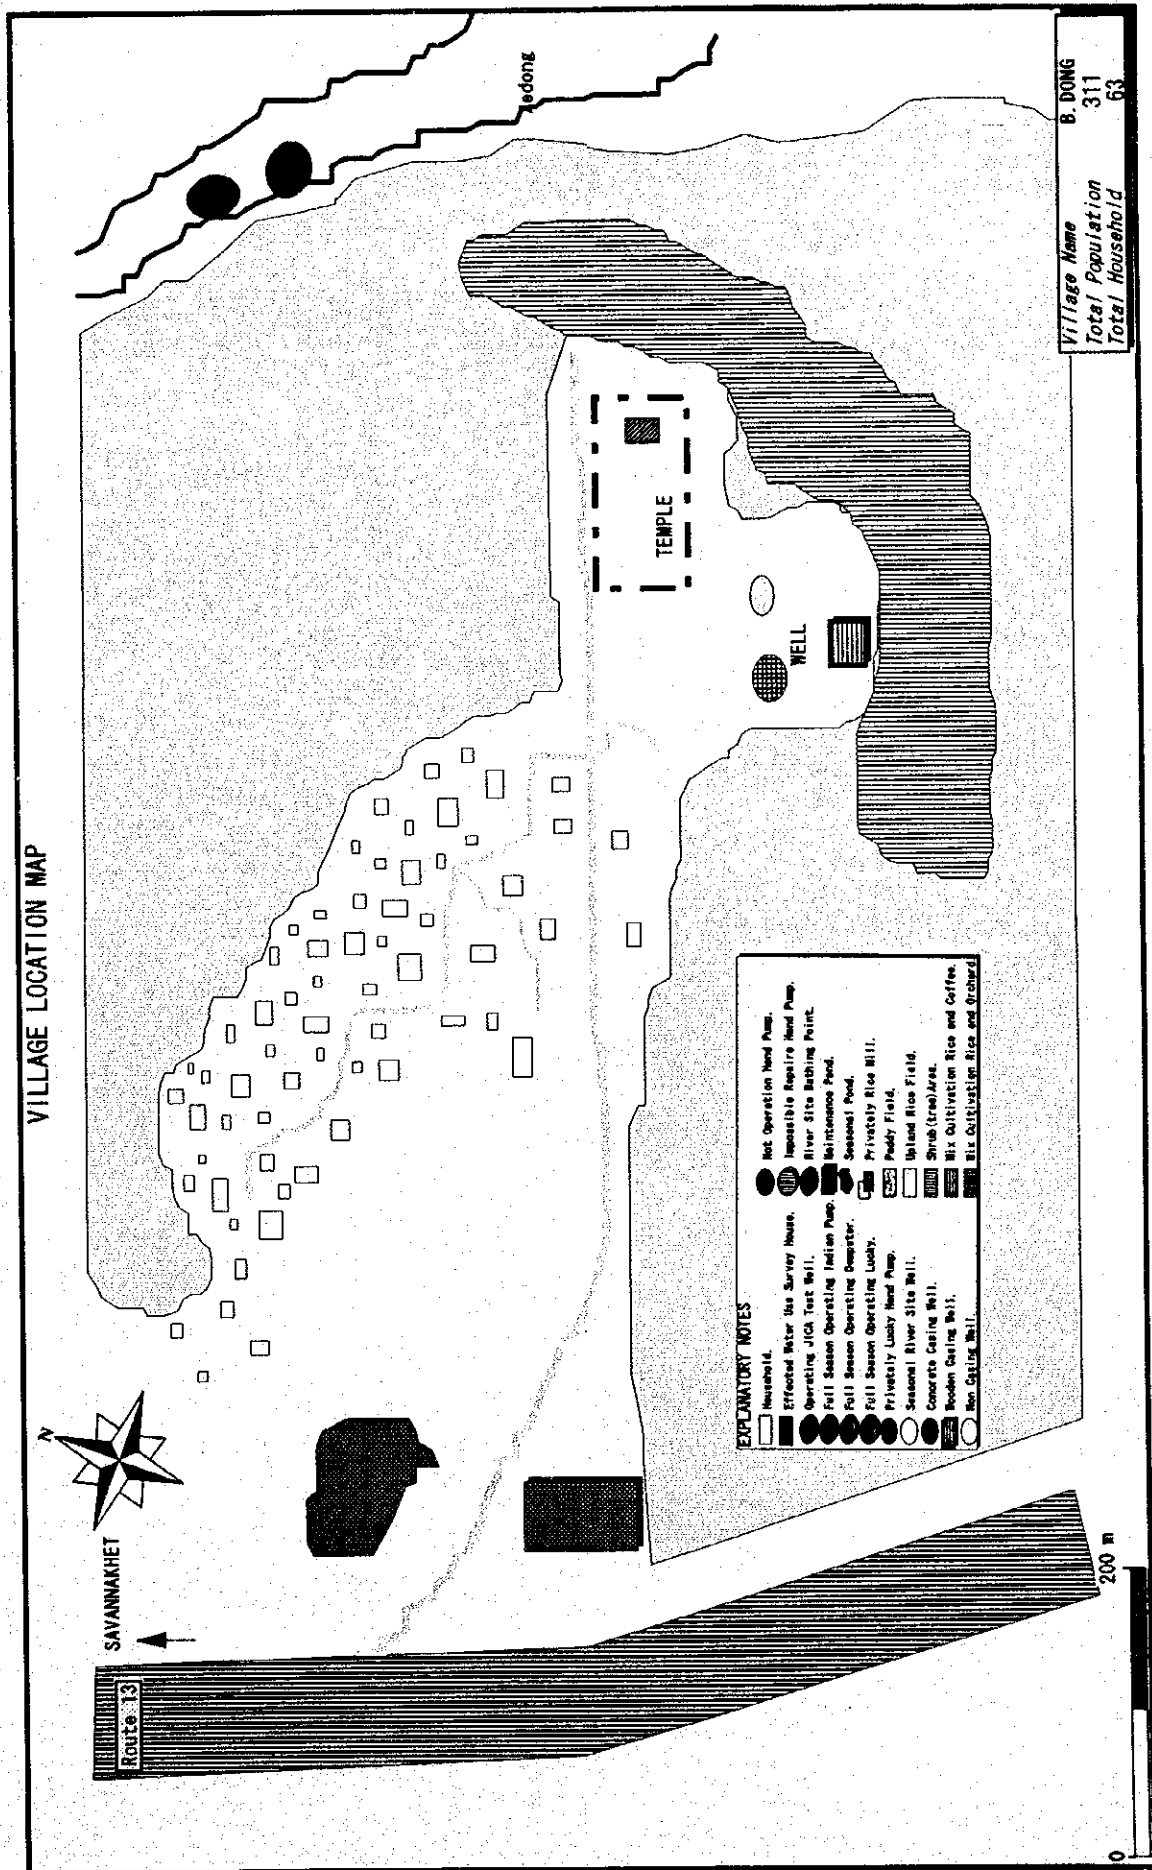 VILLAGE LOCATION MAP
SAVANNAKHET
N
Route 13
TEMPLE
WELL
EXPLANATORY NOTES
Household.
Effected Water Use Survey House.
Operating JICA Test Well.
Full Season Operating Indian Pump.
Full Season Operating Dempster.
Full Season Operating Lucky.
Privately Lucky Hand Pump.
Seasonal River Site Well.
Concrete Casing Well.
Wooden Casing Well.
Non Casing Well.
Not Operation Hand Pump.
Impossible Repaire Hand Pump.
River Site Bathing Point.
Maintenance Pond.
Seasonal Pond.
Privately Rice Mill.
Paddy Field.
Upland Rice Field.
Shrub(tree)Area.
Mix Cultivation Rice and Coffee.
Mix Cultivation Rice and Orchard.
Village Name B. DONG
Total Population 311
Total Household 63
0 200 m